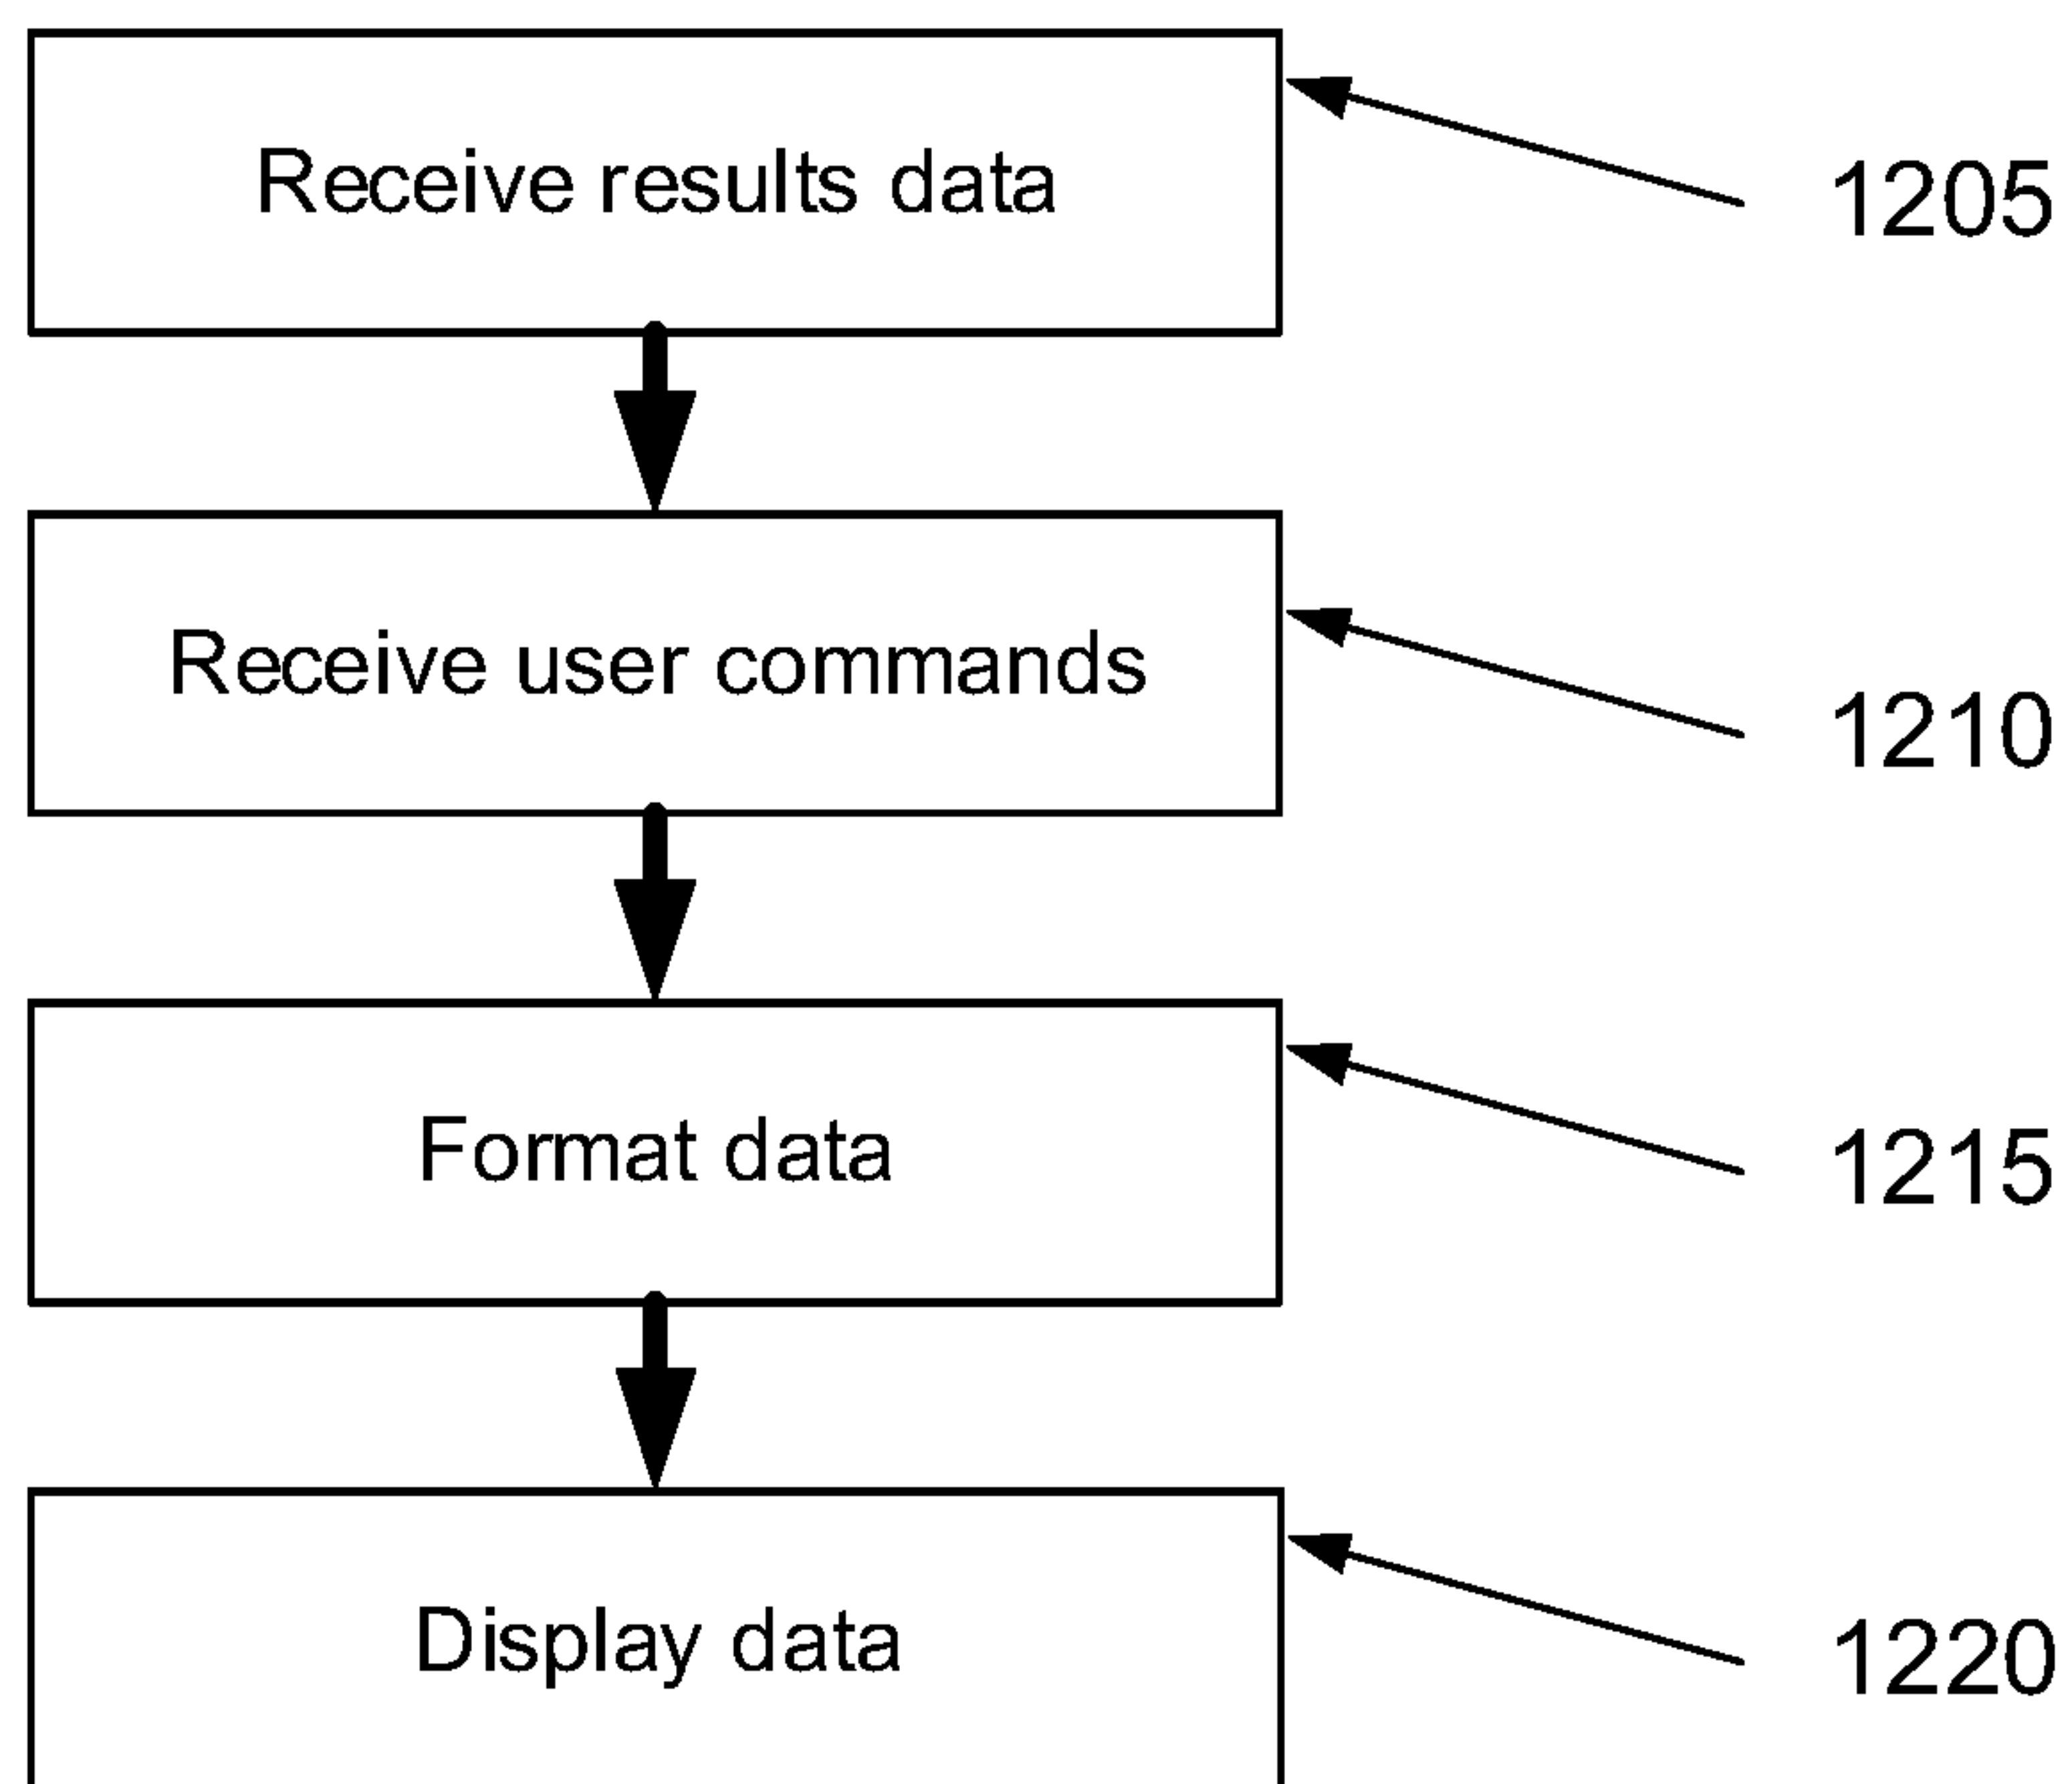 Receive results data
1205
Receive user commands
1210
Format data
1215
Display data
1220